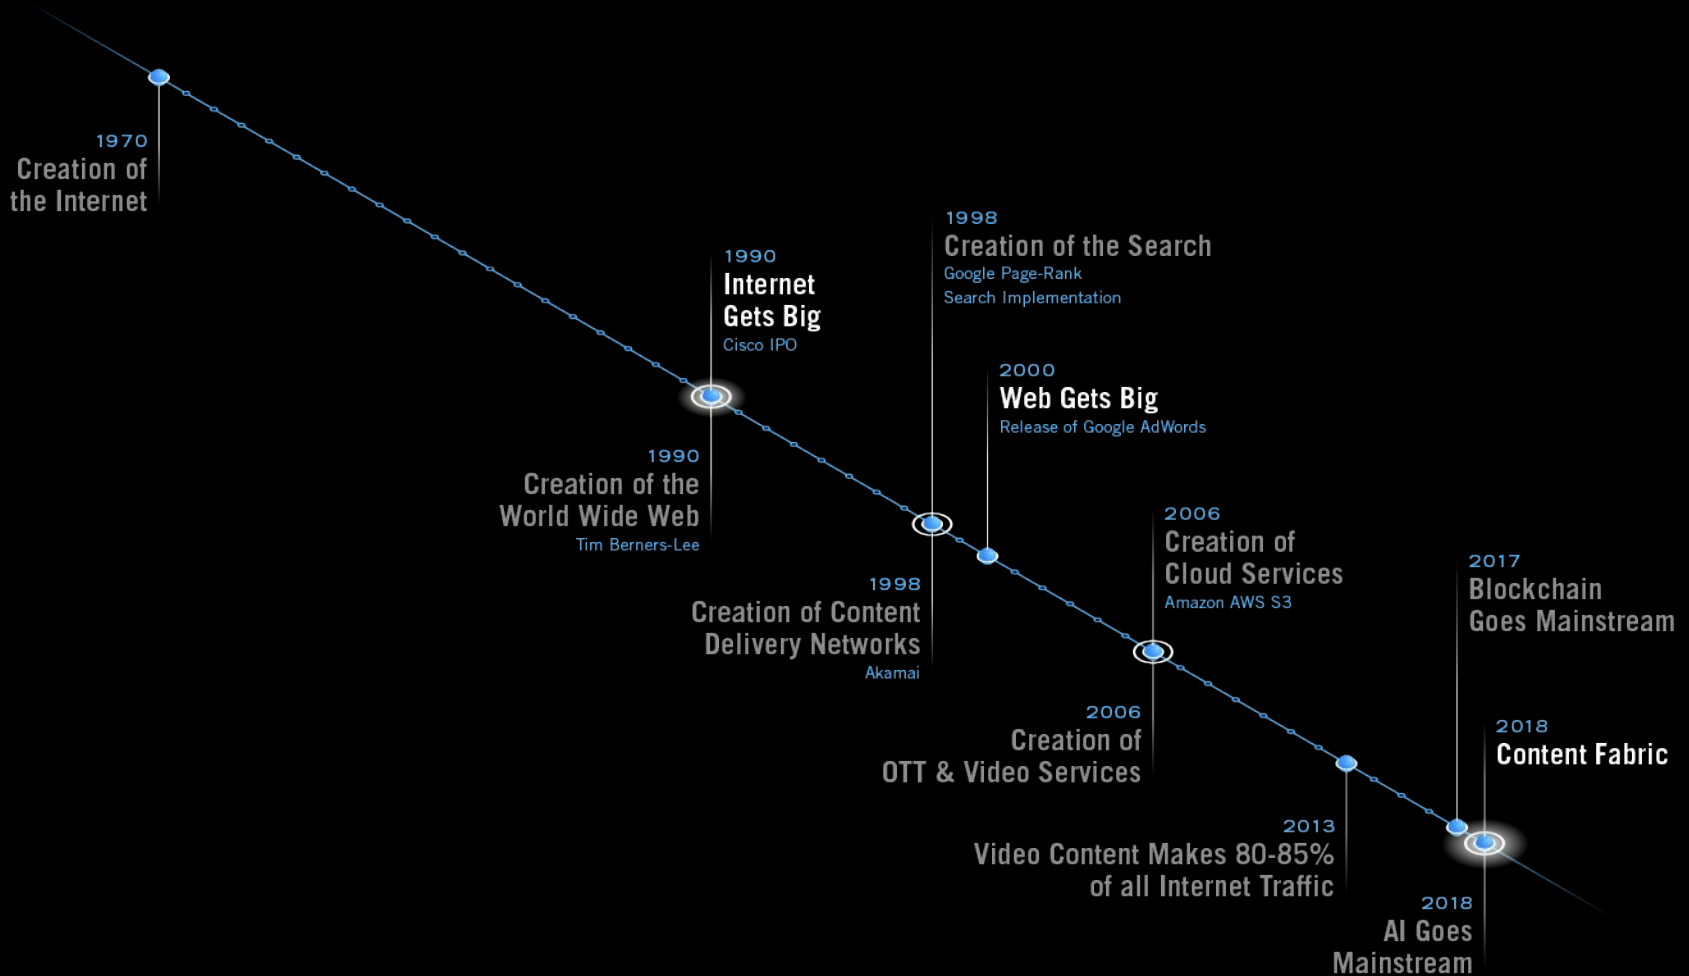 1970
Creation of
the Internet
1990
Internet
Gets Big
Cisco IPO
1990
Creation of the
World Wide Web
Tim Berners-Lee
1998
Creation of the Search
Google Page-Rank
Search Implementation
1998
Creation of Content
Delivery Networks
Akamai
2000
Web Gets Big
Release of Google AdWords
2006
Creation of
Cloud Services
Amazon AWS S3
2006
Creation of
OTT & Video Services
2013
Video Content Makes 80-85%
of all Internet Traffic
2017
Blockchain
Goes Mainstream
2018
Content Fabric
2018
AI Goes
Mainstream